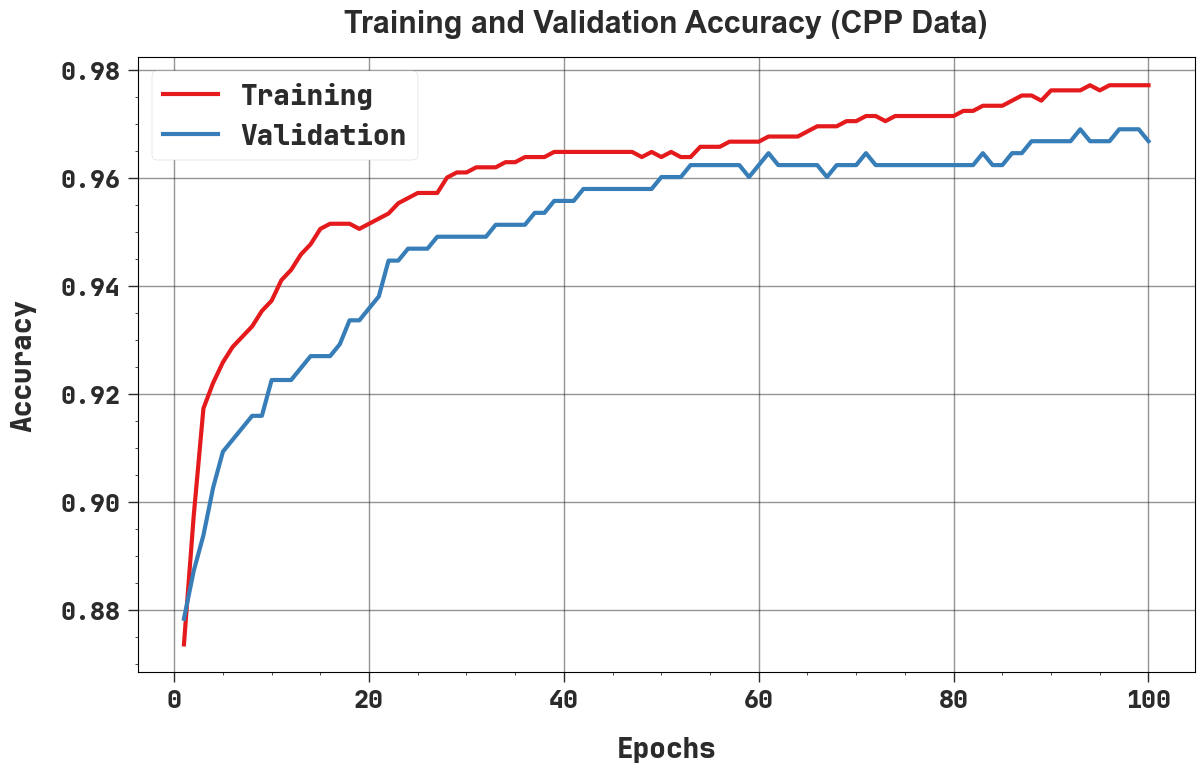 Training and Validation Accuracy (CPP Data)
Training
Validation
Accuracy
0.98
0.96
0.94
0.92
0.90
0.88
0 20 40 60 80 100
Epochs